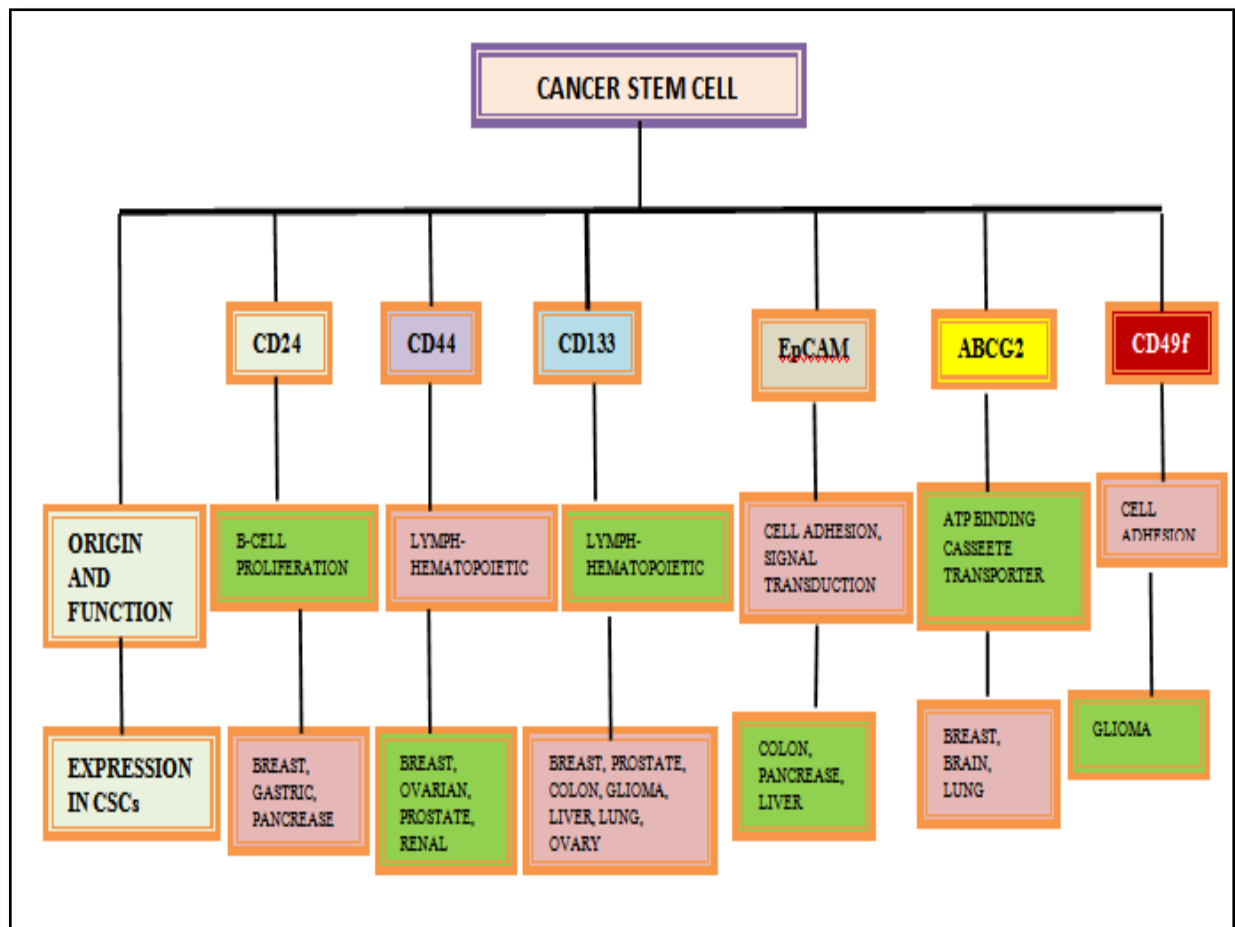 CANCER STEM CELL
CD24
CD44
CD133
EpCAM
ABCG2
CD49f
ORIGIN
AND
FUNCTION
B-CELL
PROLIFERATION
LYMPH-
HEMATOPOIETIC
LYMPH-
HEMATOPOIETIC
CELL ADHESION,
SIGNAL
TRANSDUCTION
ATP BINDING
CASSEETE
TRANSPORTER
CELL
ADHESION
EXPRESSION
IN CSCs
BREAST,
GASTRIC,
PANCREASE
BREAST,
OVARIAN,
PROSTATE,
RENAL
BREAST, PROSTATE,
COLON, GLIOMA,
LIVER, LUNG,
OVARY
COLON,
PANCREASE,
LIVER
BREAST,
BRAIN,
LUNG
GLIOMA